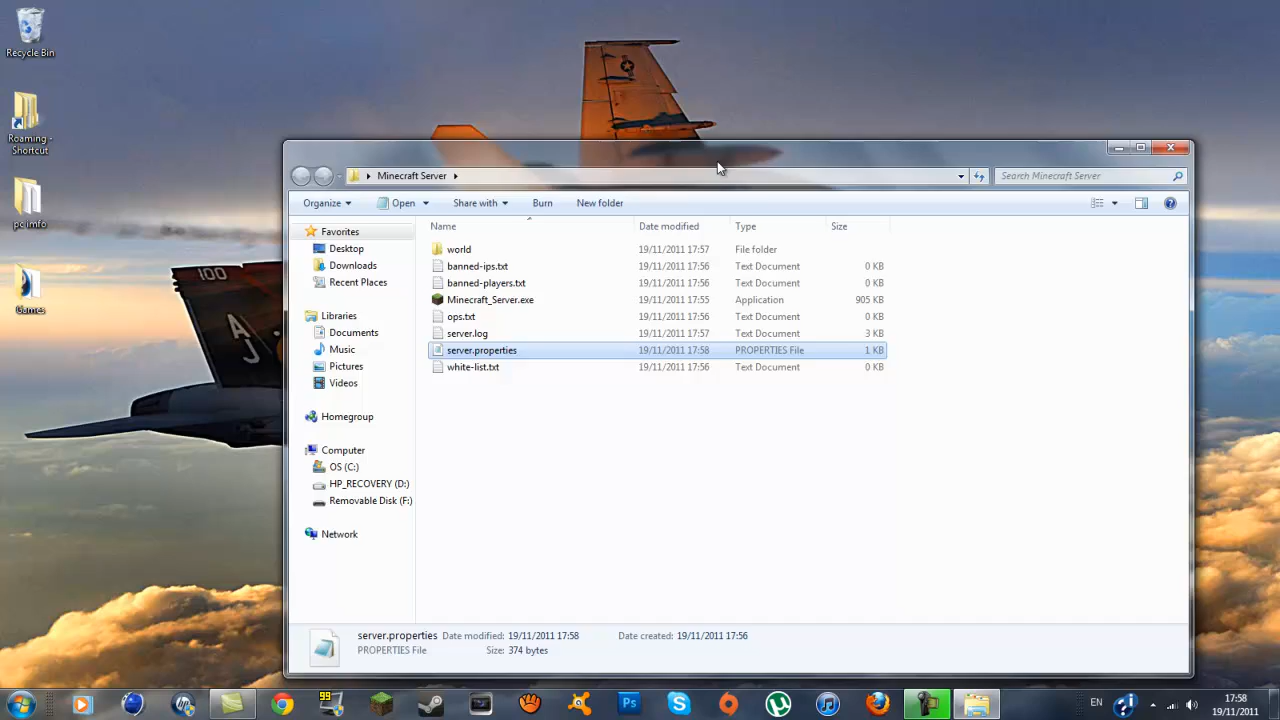 Recycle Bin
Roaming -
Shortcut
pc imfo
Games
100
A
J
Minecraft Server
Search Minecraft Server
Organize Open Share with Burn New folder
Name Date modified Type Size
Favorites
Desktop
Downloads
Recent Places
Libraries
Documents
Music
Pictures
Videos
Homegroup
Computer
OS (C:)
HP_RECOVERY (D:)
Removable Disk (F:)
Network
world 19/11/2011 17:57 File folder
banned-ips.txt 19/11/2011 17:56 Text Document 0 KB
banned-players.txt 19/11/2011 17:56 Text Document 0 KB
Minecraft_Server.exe 19/11/2011 17:55 Application 905 KB
ops.txt 19/11/2011 17:56 Text Document 0 KB
server.log 19/11/2011 17:57 Text Document 3 KB
server.properties 19/11/2011 17:58 PROPERTIES File 1 KB
white-list.txt 19/11/2011 17:56 Text Document 0 KB
server.properties Date modified: 19/11/2011 17:58 Date created: 19/11/2011 17:56
PROPERTIES File Size: 374 bytes
99
Ps
EN
17:58
19/11/2011